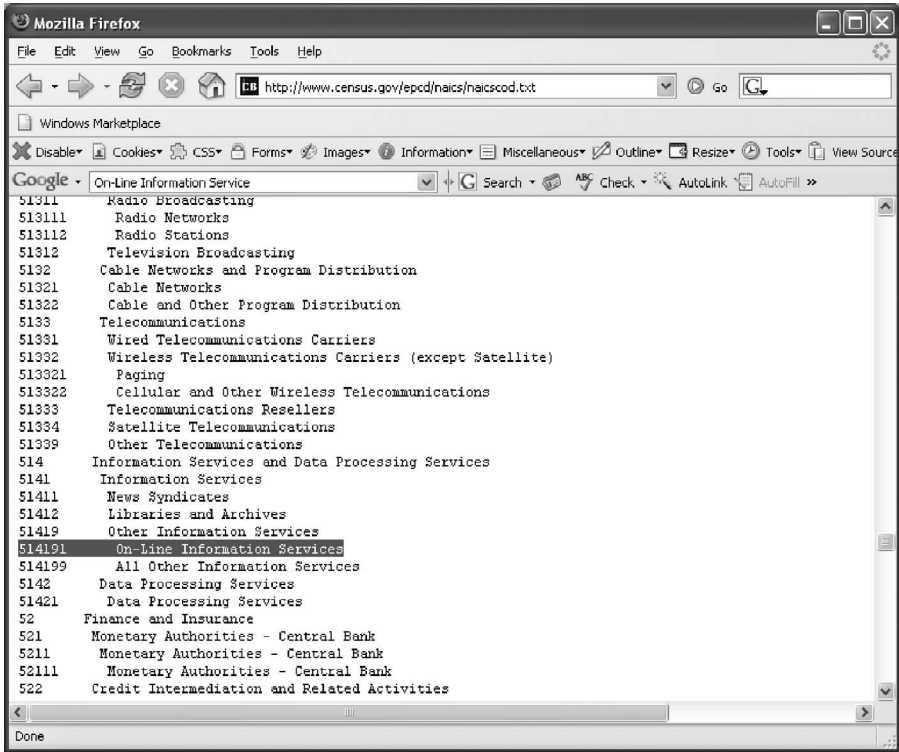 Mozilla Firefox
File Edit View Go Bookmarks Tools Help
CB http://www.census.gov/epcd/naics/naicscod.txt Go G
Windows Marketplace
Disable Cookies CSS Forms Images Information Miscellaneous Outline Resize Tools View Source
Google On-Line Information Service G Search ABC Check AutoLink AutoFill »
51311 Radio Broadcasting
513111 Radio Networks
513112 Radio Stations
51312 Television Broadcasting
5132 Cable Networks and Program Distribution
51321 Cable Networks
51322 Cable and Other Program Distribution
5133 Telecommunications
51331 Wired Telecommunications Carriers
51332 Wireless Telecommunications Carriers (except Satellite)
513321 Paging
513322 Cellular and Other Wireless Telecommunications
51333 Telecommunications Resellers
51334 Satellite Telecommunications
51339 Other Telecommunications
514 Information Services and Data Processing Services
5141 Information Services
51411 News Syndicates
51412 Libraries and Archives
51419 Other Information Services
514191 On-Line Information Services
514199 All Other Information Services
5142 Data Processing Services
51421 Data Processing Services
52 Finance and Insurance
521 Monetary Authorities - Central Bank
5211 Monetary Authorities - Central Bank
52111 Monetary Authorities - Central Bank
522 Credit Intermediation and Related Activities
Done